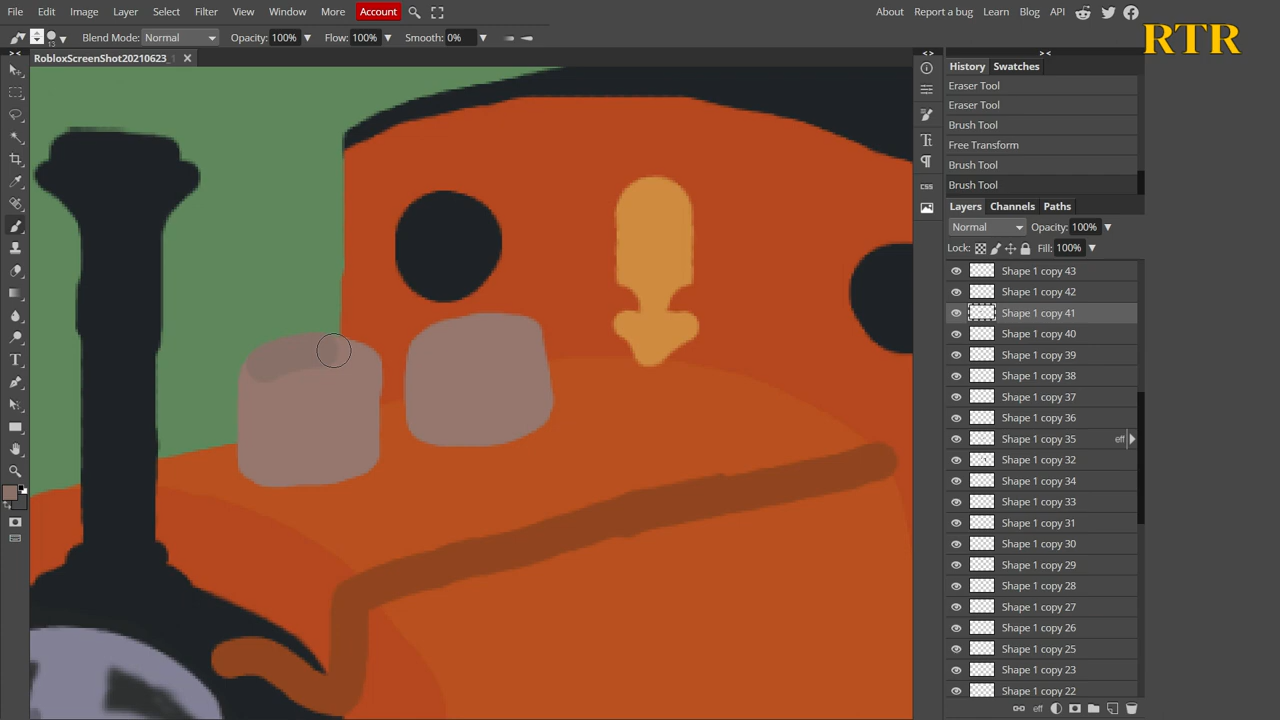 File Edit Image Layer Select Filter View Window More Account About Report a bug Learn Blog API
13 Blend Mode: Normal Opacity: 100% Flow: 100% Smooth: 0%
RTR
RobloxScreenShot20210623_
History Swatches
Eraser Tool
Eraser Tool
Brush Tool
Free Transform
Brush Tool
Brush Tool
Layers Channels Paths
Normal Opacity: 100%
Lock: Fill: 100%
Shape 1 copy 43
Shape 1 copy 42
Shape 1 copy 41
Shape 1 copy 40
Shape 1 copy 39
Shape 1 copy 38
Shape 1 copy 37
Shape 1 copy 36
Shape 1 copy 35 eff
Shape 1 copy 32
Shape 1 copy 34
Shape 1 copy 33
Shape 1 copy 31
Shape 1 copy 30
Shape 1 copy 29
Shape 1 copy 28
Shape 1 copy 27
Shape 1 copy 26
Shape 1 copy 25
Shape 1 copy 23
Shape 1 copy 22
eff
CSS